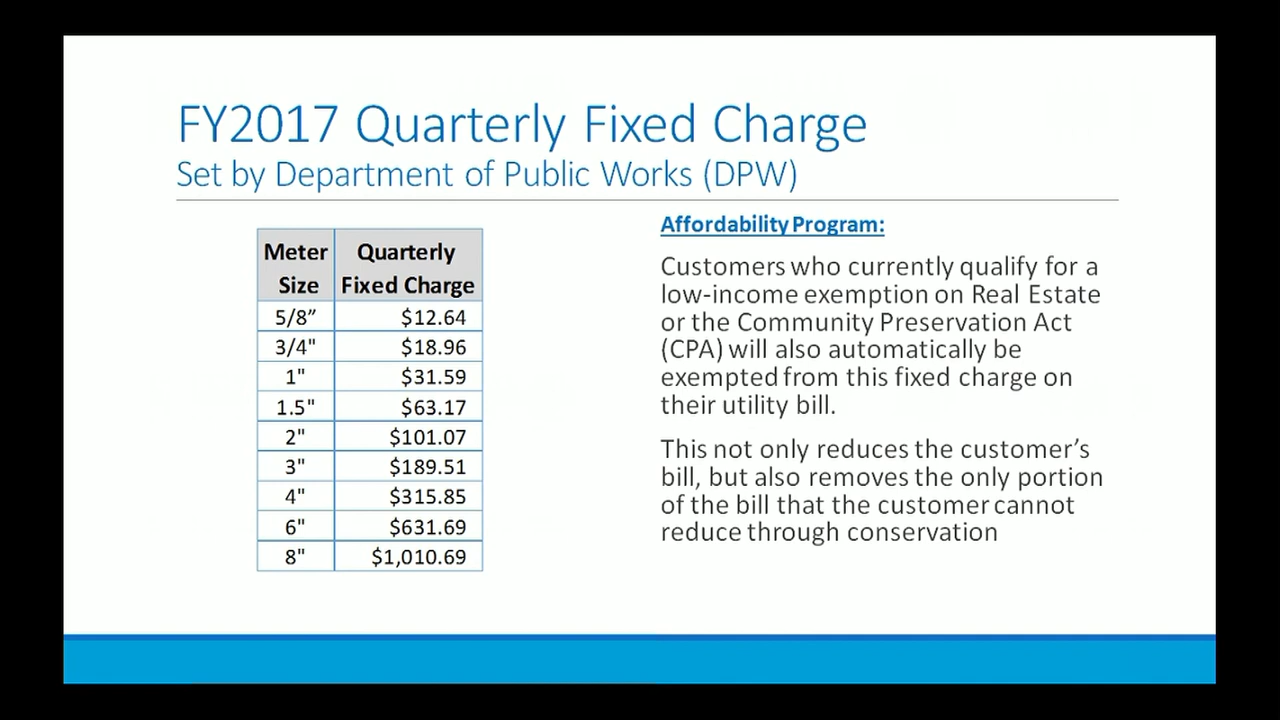 FY2017 Quarterly Fixed Charge
Set by Department of Public Works (DPW)
Meter Size Quarterly Fixed Charge
5/8” $12.64
3/4" $18.96
1" $31.59
1.5" $63.17
2" $101.07
3" $189.51
4" $315.85
6" $631.69
8" $1,010.69
Affordability Program:
Customers who currently qualify for a
low-income exemption on Real Estate
or the Community Preservation Act
(CPA) will also automatically be
exempted from this fixed charge on
their utility bill.
This not only reduces the customer’s
bill, but also removes the only portion
of the bill that the customer cannot
reduce through conservation